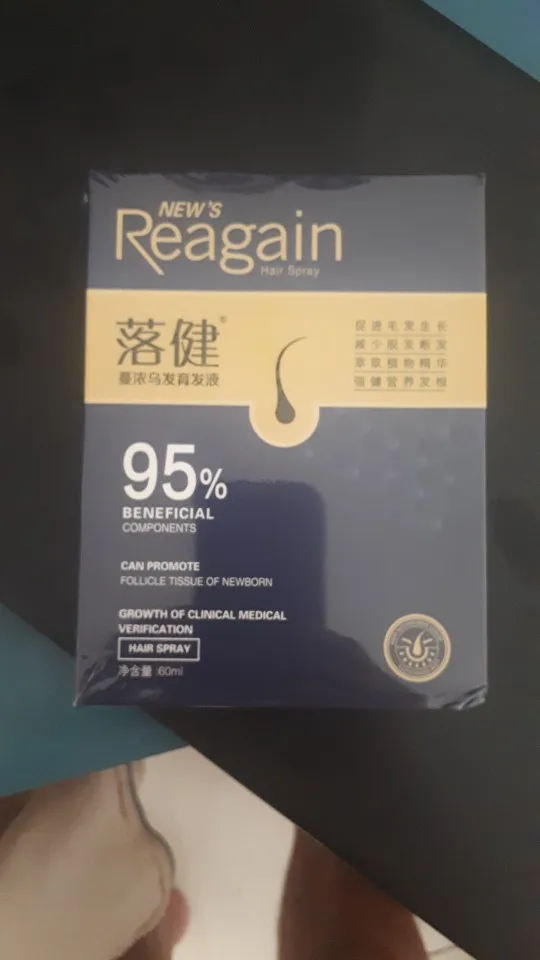 NEW'S
Reagain
Hair Spray
落健®
蔓浓乌发育发液
促进毛发生长
减少脱发断发
萃取植物精华
强健营养发根
95%
BENEFICIAL
COMPONENTS
CAN PROMOTE
FOLLICLE TISSUE OF NEWBORN
GROWTH OF CLINICAL MEDICAL
VERIFICATION
HAIR SPRAY
净含量:60ml